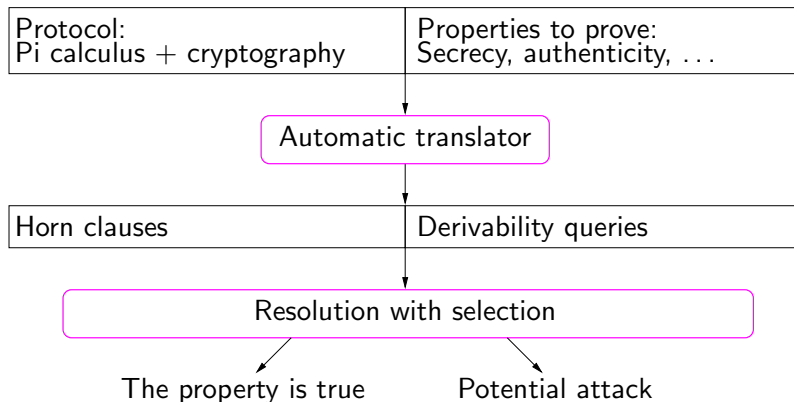 Protocol:
Pi calculus + cryptography
Properties to prove:
Secrecy, authenticity, . . .
Automatic translator
Horn clauses
Derivability queries
Resolution with selection
The property is true
Potential attack